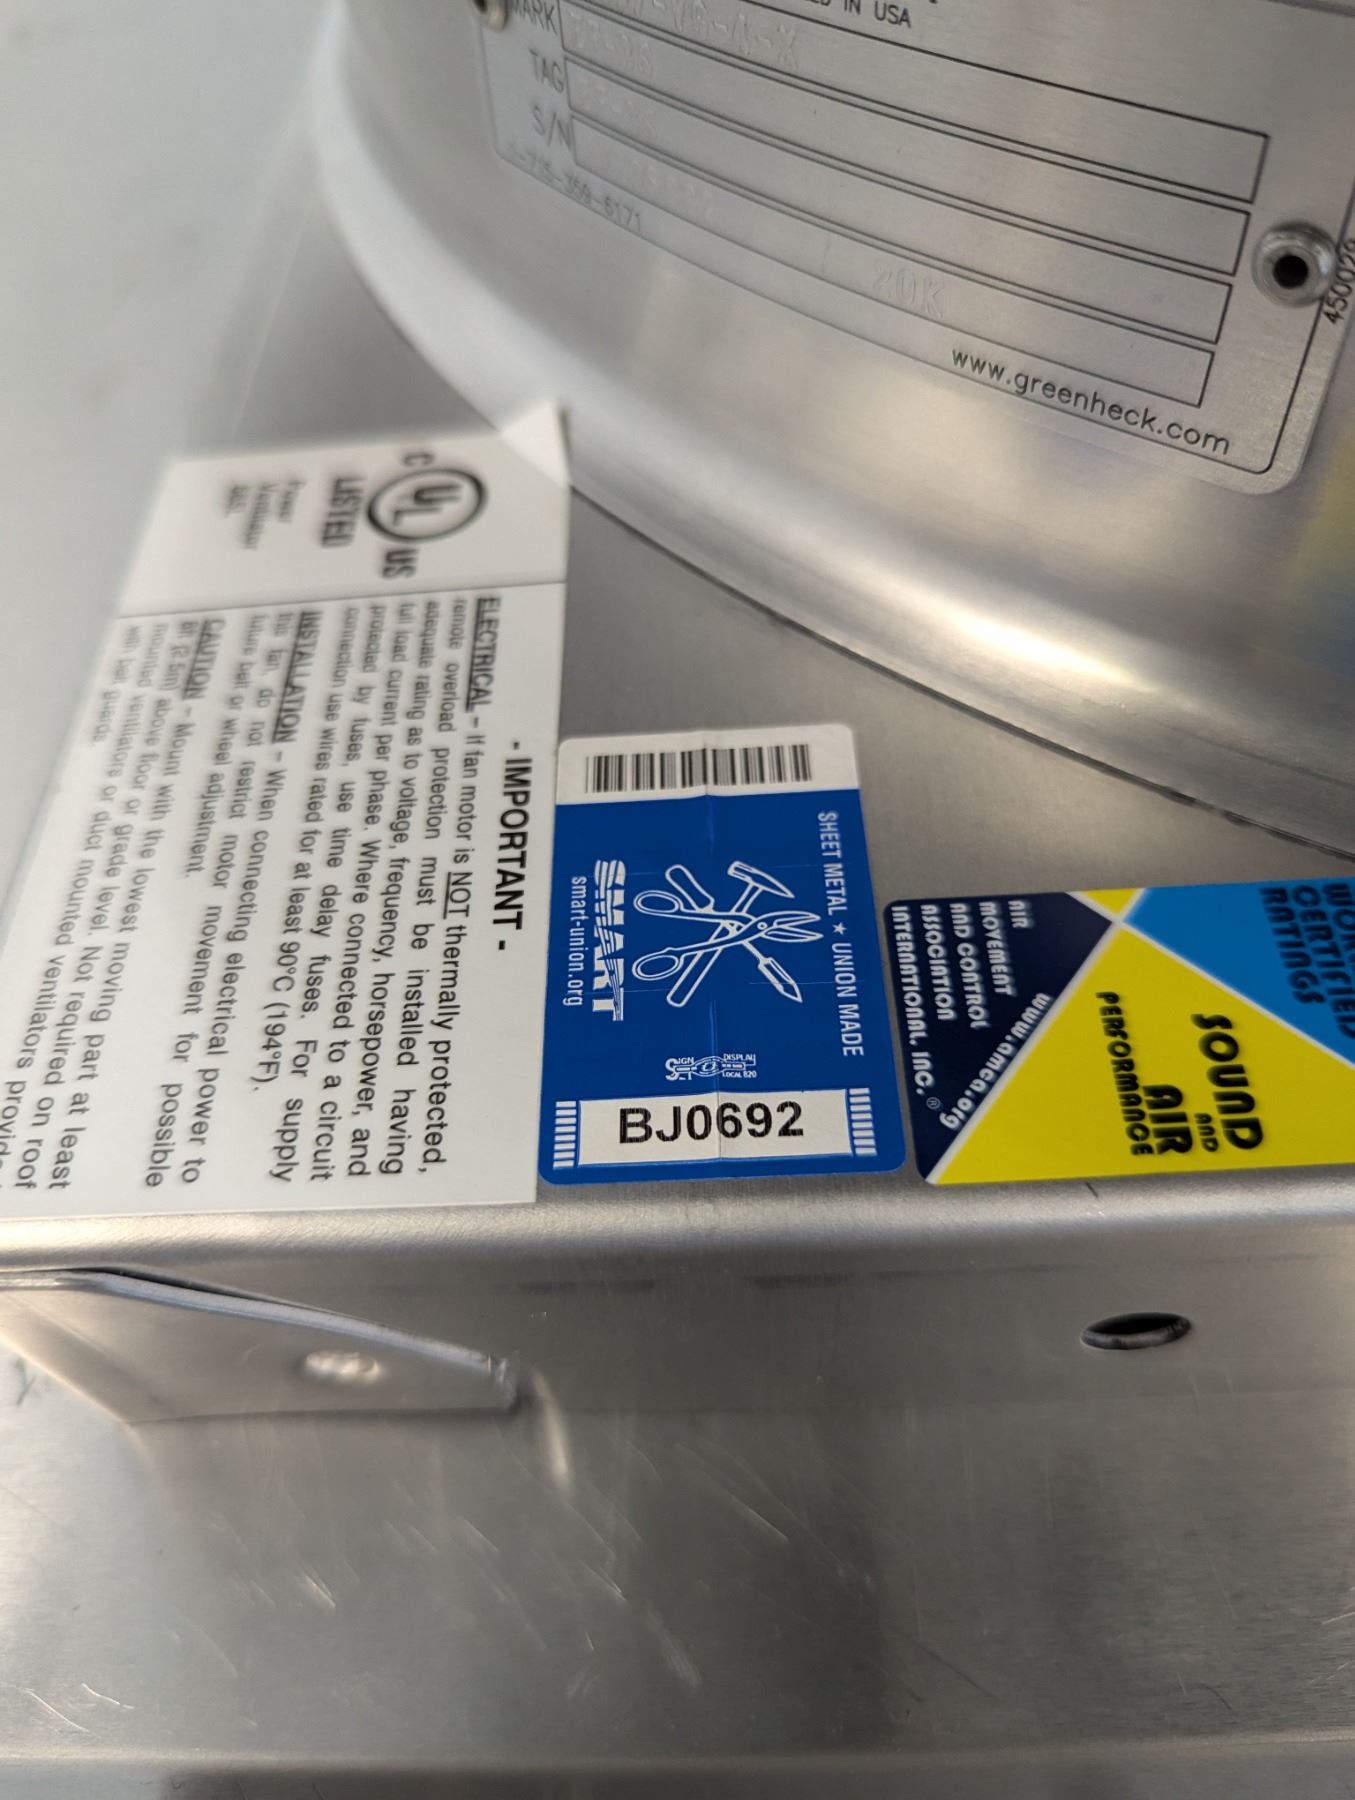 IN USA
MARK
TAG
S/N
20K
www.greenheck.com
C UL US
LISTED
- IMPORTANT -
ELECTRICAL - If fan motor is NOT thermally protected,
remote overload protection must be installed having
adequate rating as to voltage, frequency, horsepower, and
full load current per phase. Where connected to a circuit
protected by fuses, use time delay fuses. For supply
connection use wires rated for at least 90°C (194°F).
INSTALLATION - When connecting electrical power to
this fan, do not restrict motor movement for possible
future belt or wheel adjustment.
CAUTION - Mount with the lowest moving part at least
8ft (2.5m) above floor or grade level. Not required on roof
mounted ventilators or duct mounted ventilators provided
with belt guards.
SHEET METAL ★ UNION MADE
SMART
smart-union.org
DISPLAY
LOCAL 820
BJ0692
AIR
MOVEMENT
AND CONTROL
ASSOCIATION
INTERNATIONAL, INC.®
www.amca.org
CERTIFIED
RATINGS
SOUND
AND
AIR
PERFORMANCE